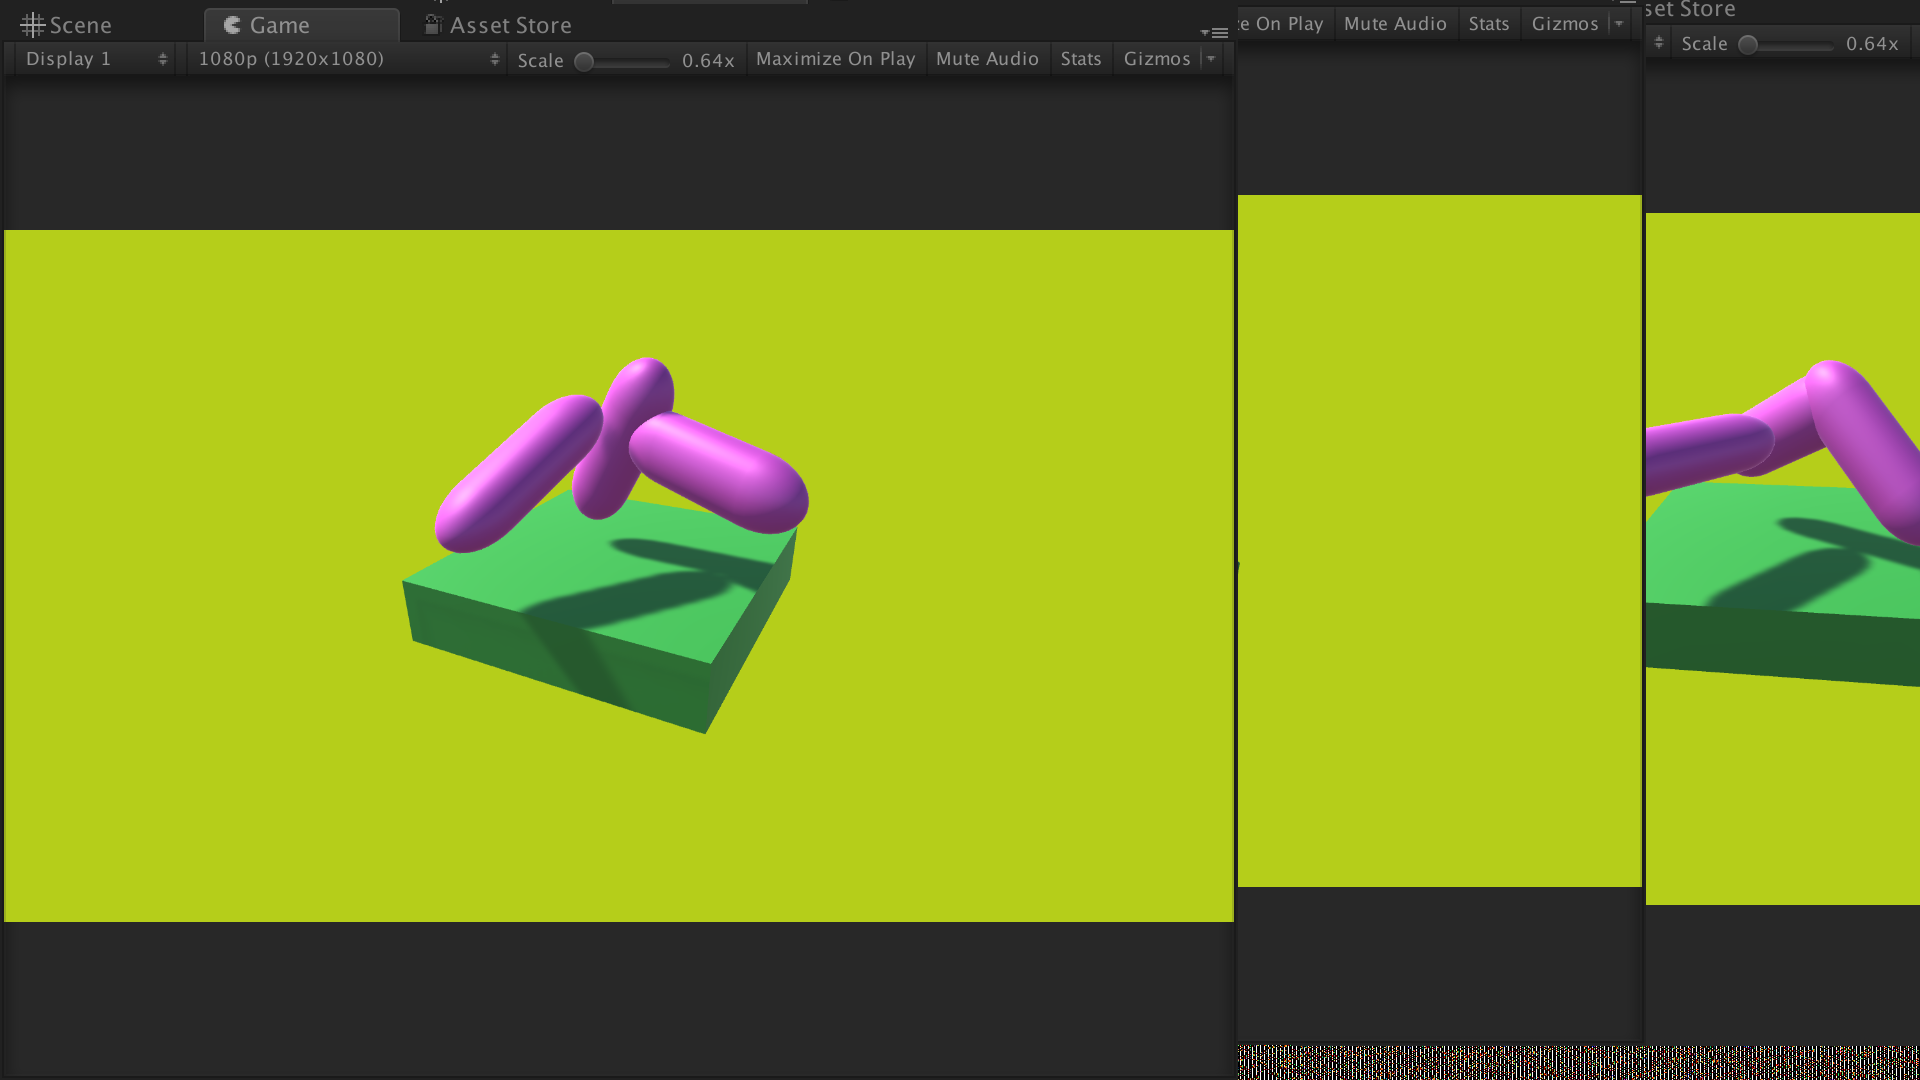 Scene Game Asset Store
Display 1 1080p (1920x1080) Scale 0.64x Maximize On Play Mute Audio Stats Gizmos
On Play Mute Audio Stats Gizmos
Store
Scale 0.64x